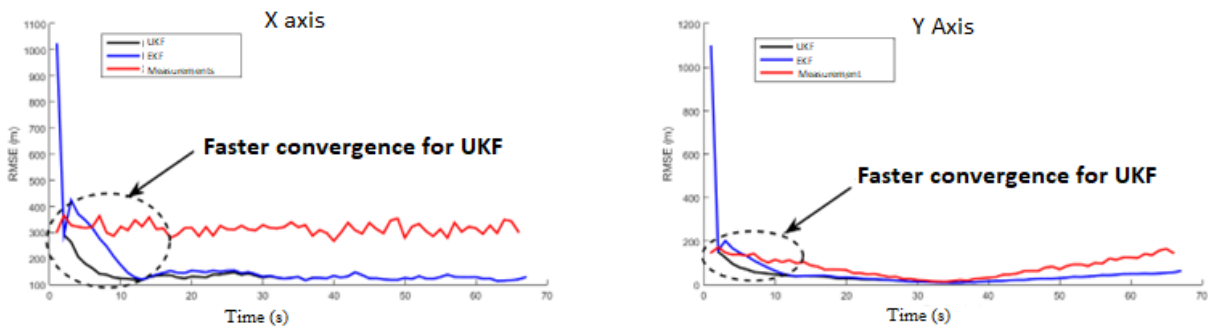 X axis
1100
1000
900
800
700
600
500
400
300
200
100
RMSE (m)
UKF
EKF
Measurements
Faster convergence for UKF
0
10
20
30
40
50
60
70
Time (s)
Y Axis
1200
1000
800
600
400
200
0
RMSE (m)
UKF
EKF
Measurement
Faster convergence for UKF
0
10
20
30
40
50
60
70
Time (s)